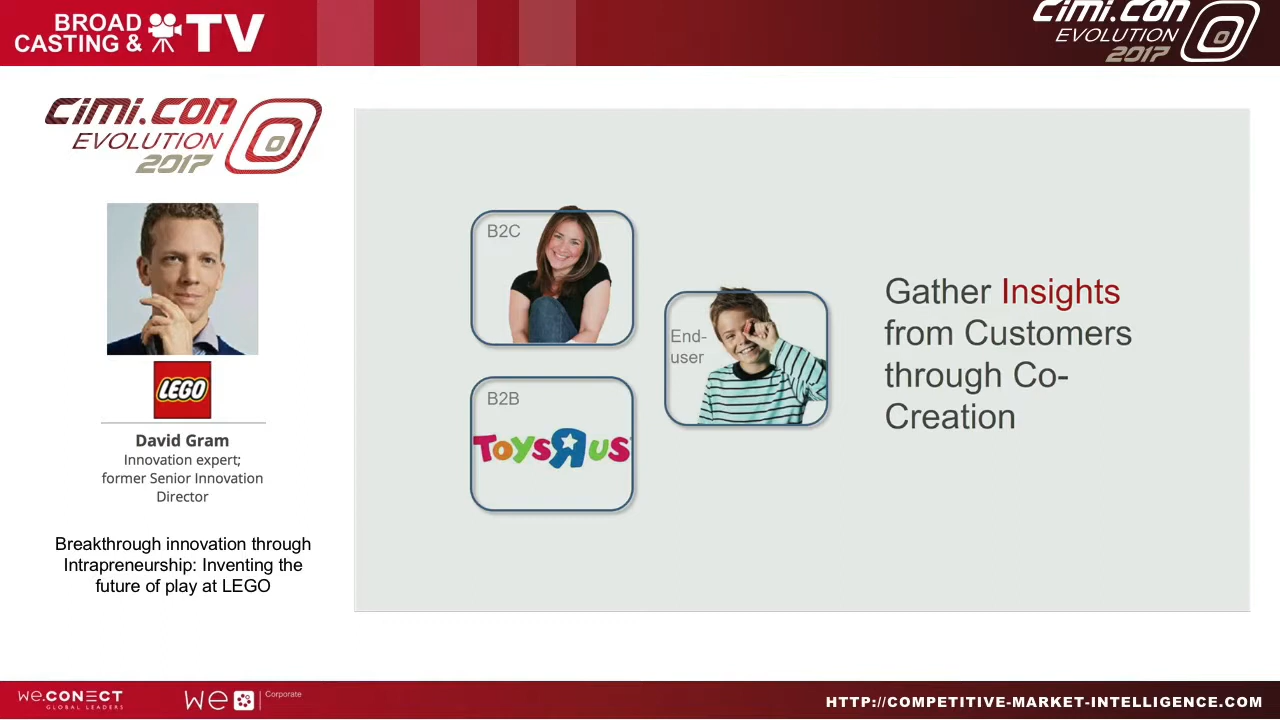 BROAD
CASTING &
TV
cimi.con
EVOLUTION
2017
cimi.con
EVOLUTION
2017
LEGO
David Gram
Innovation expert;
former Senior Innovation
Director
Breakthrough innovation through
Intrapreneurship: Inventing the
future of play at LEGO
B2C
B2B
TOYSЯUS
End-
user
Gather Insights
from Customers
through Co-
Creation
we.CONECT
GLOBAL LEADERS
we
Corporate
HTTP://COMPETITIVE-MARKET-INTELLIGENCE.COM